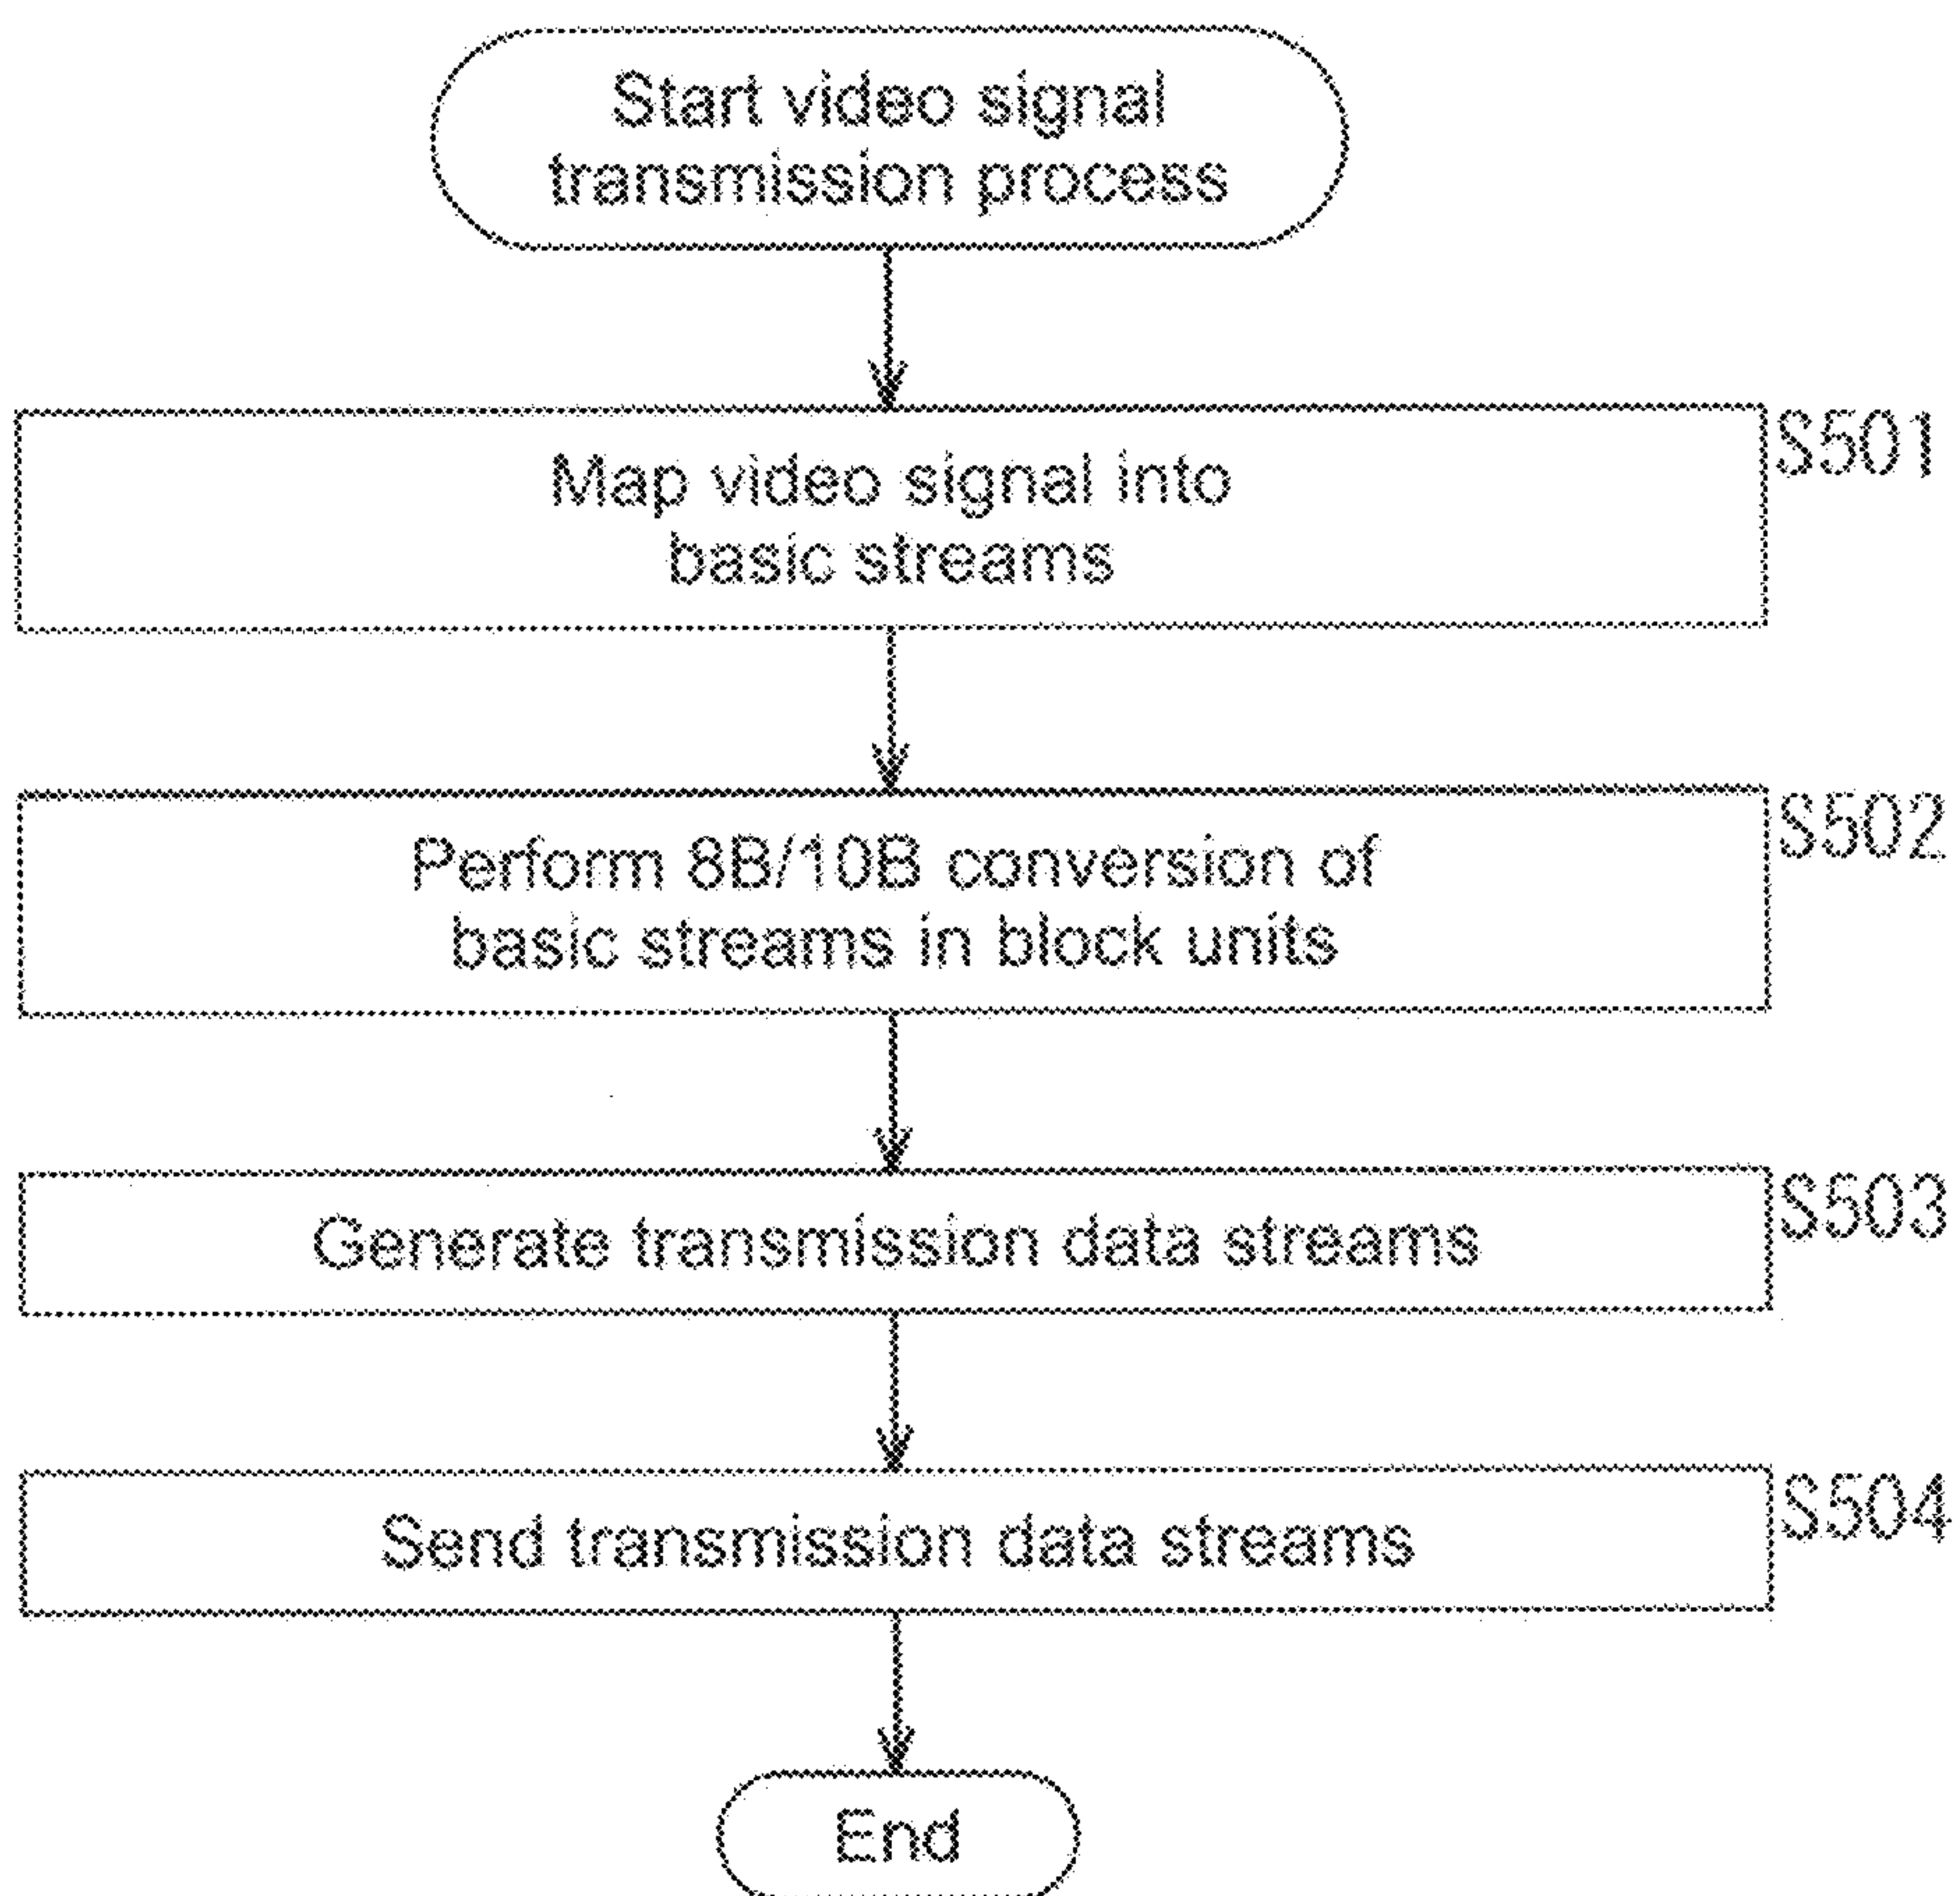 Start video signal
transmission process
S501
Map video signal into
basic streams
S502
Perform 8B/10B conversion of
basic streams in block units
S503
Generate transmission data streams
S504
Send transmission data streams
End